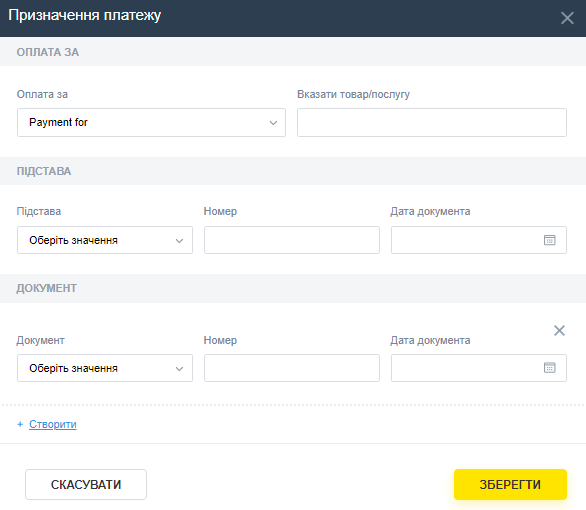 Призначення платежу
ОПЛАТА ЗА
Оплата за
Вказати товар/послугу
Payment for
ПІДСТАВА
Підстава
Номер
Дата документа
Оберіть значення
ДОКУМЕНТ
Документ
Номер
Дата документа
Оберіть значення
+ Створити
СКАСУВАТИ
ЗБЕРЕГТИ